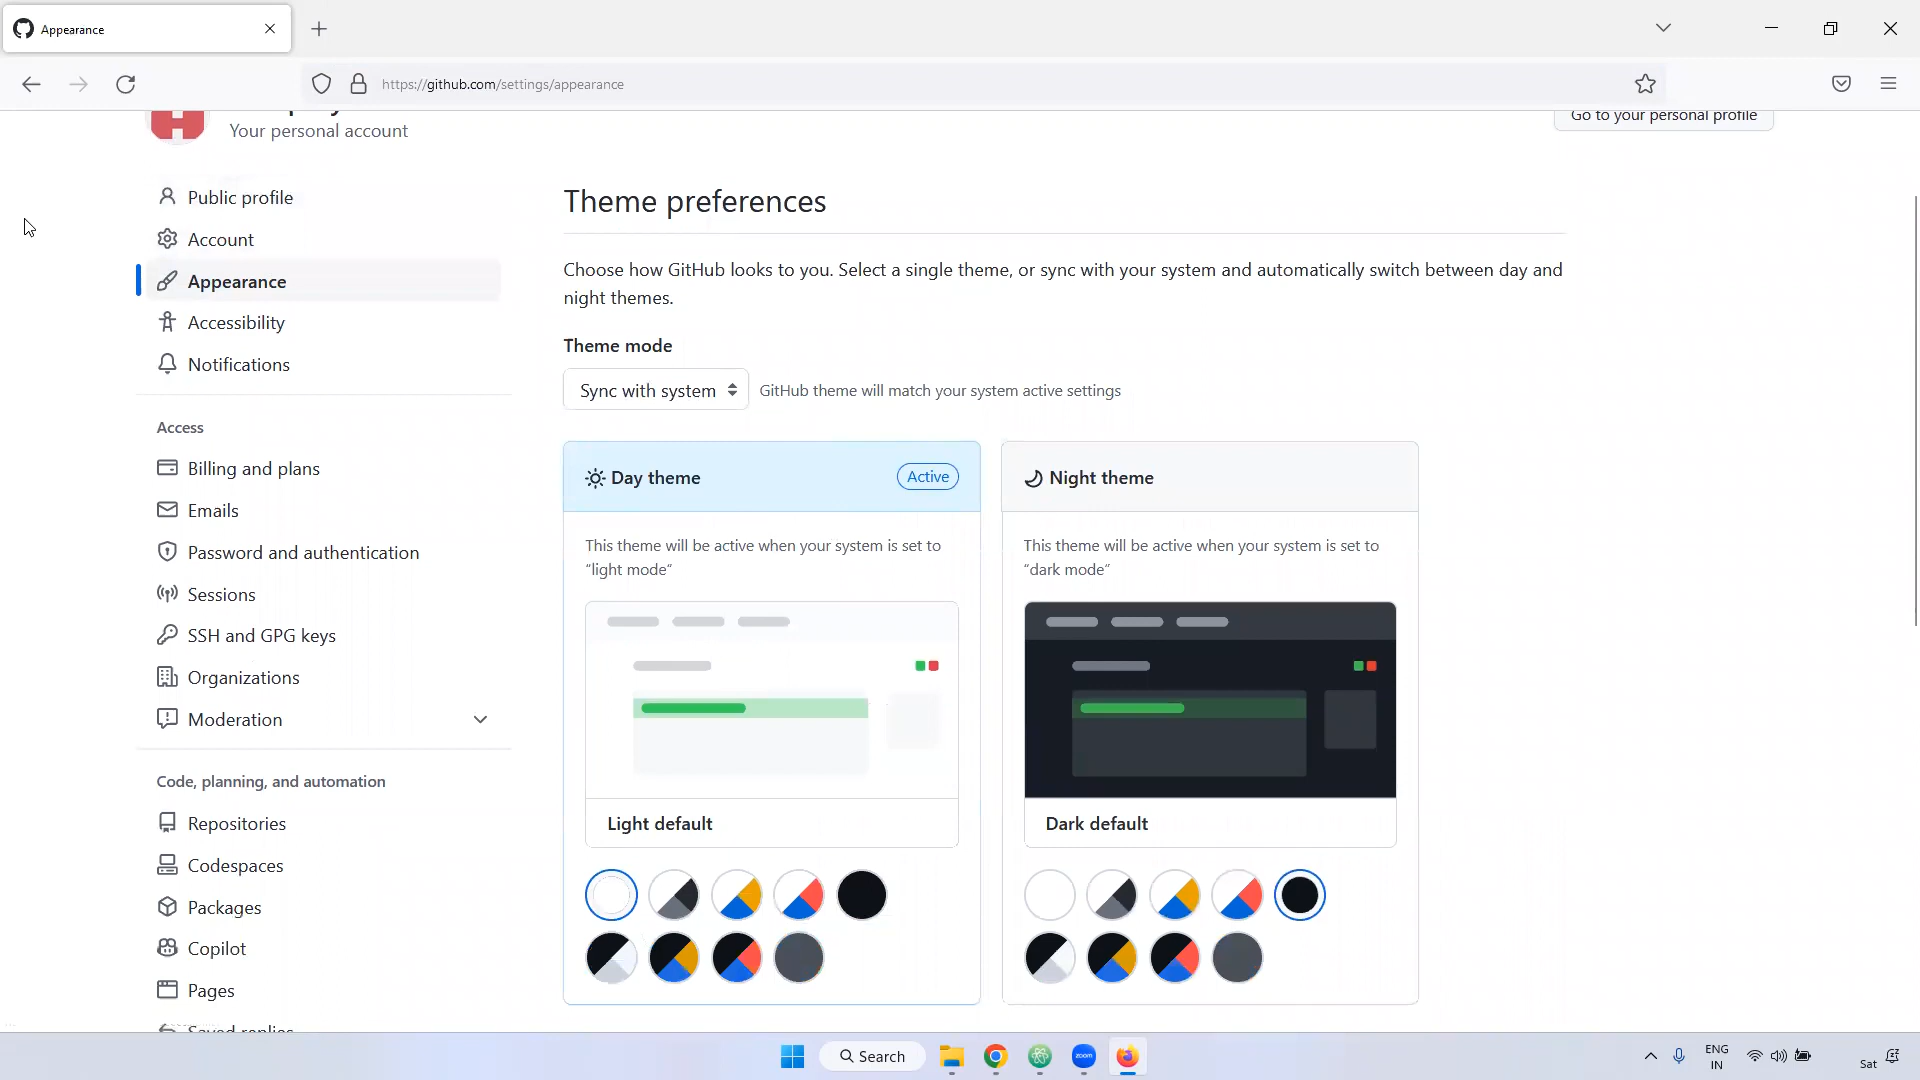 Appearance
https://github.com/settings/appearance
Your personal account
Go to your personal profile
Public profile
Account
Appearance
Accessibility
Notifications
Access
Billing and plans
Emails
Password and authentication
Sessions
SSH and GPG keys
Organizations
Moderation
Code, planning, and automation
Repositories
Codespaces
Packages
Copilot
Pages
Saved replies
Theme preferences
Choose how GitHub looks to you. Select a single theme, or sync with your system and automatically switch between day and
night themes.
Theme mode
Sync with system
GitHub theme will match your system active settings
Day theme
Active
This theme will be active when your system is set to
“light mode”
Light default
Night theme
This theme will be active when your system is set to
“dark mode”
Dark default
Search
zoom
ENG
IN
Sat